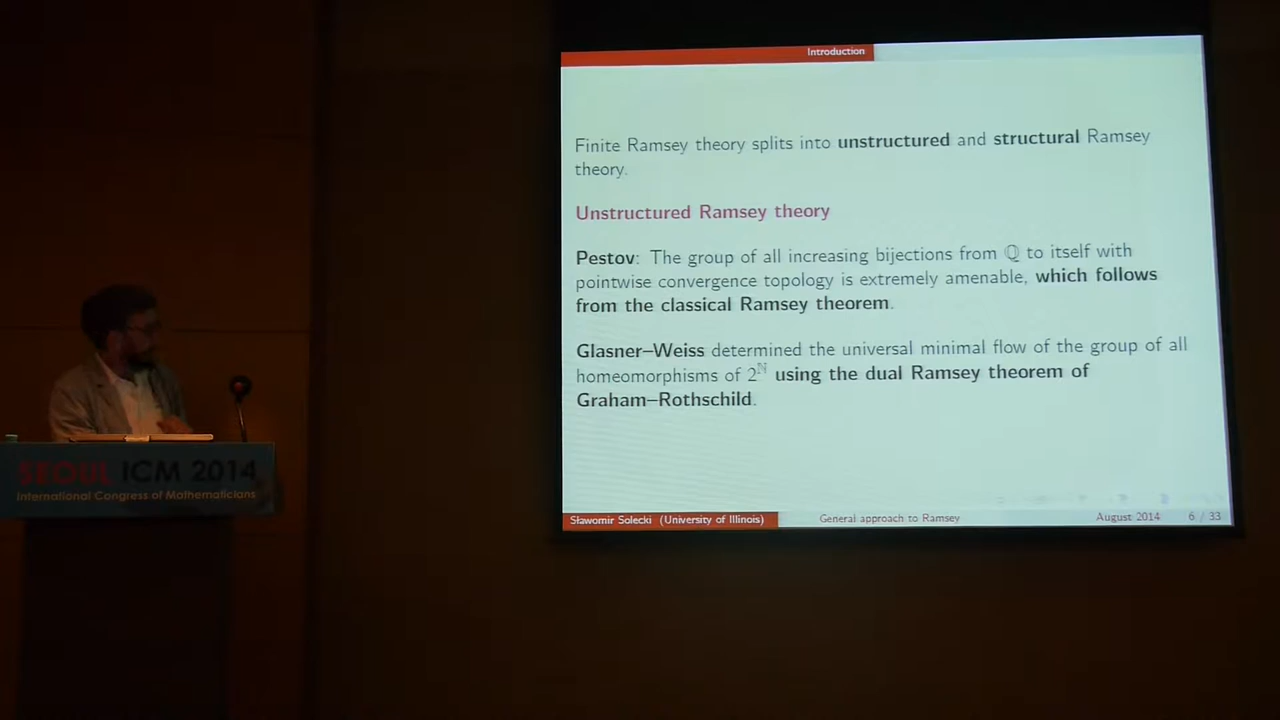 Introduction
Finite Ramsey theory splits into unstructured and structural Ramsey
theory.
Unstructured Ramsey theory
Pestov: The group of all increasing bijections from ℚ to itself with
pointwise convergence topology is extremely amenable, which follows
from the classical Ramsey theorem.
Glasner–Weiss determined the universal minimal flow of the group of all
homeomorphisms of 2^ℕ using the dual Ramsey theorem of
Graham–Rothschild.
Sławomir Solecki (University of Illinois) General approach to Ramsey August 2014 6 / 33
SEOUL ICM 2014
International Congress of Mathematicians